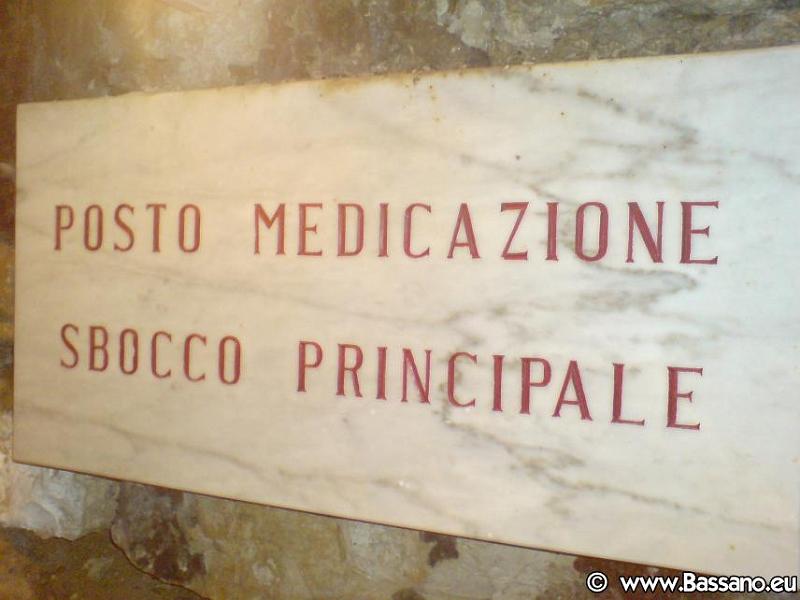 POSTO MEDICAZIONE
SBOCCO PRINCIPALE
© www.Bassano.eu